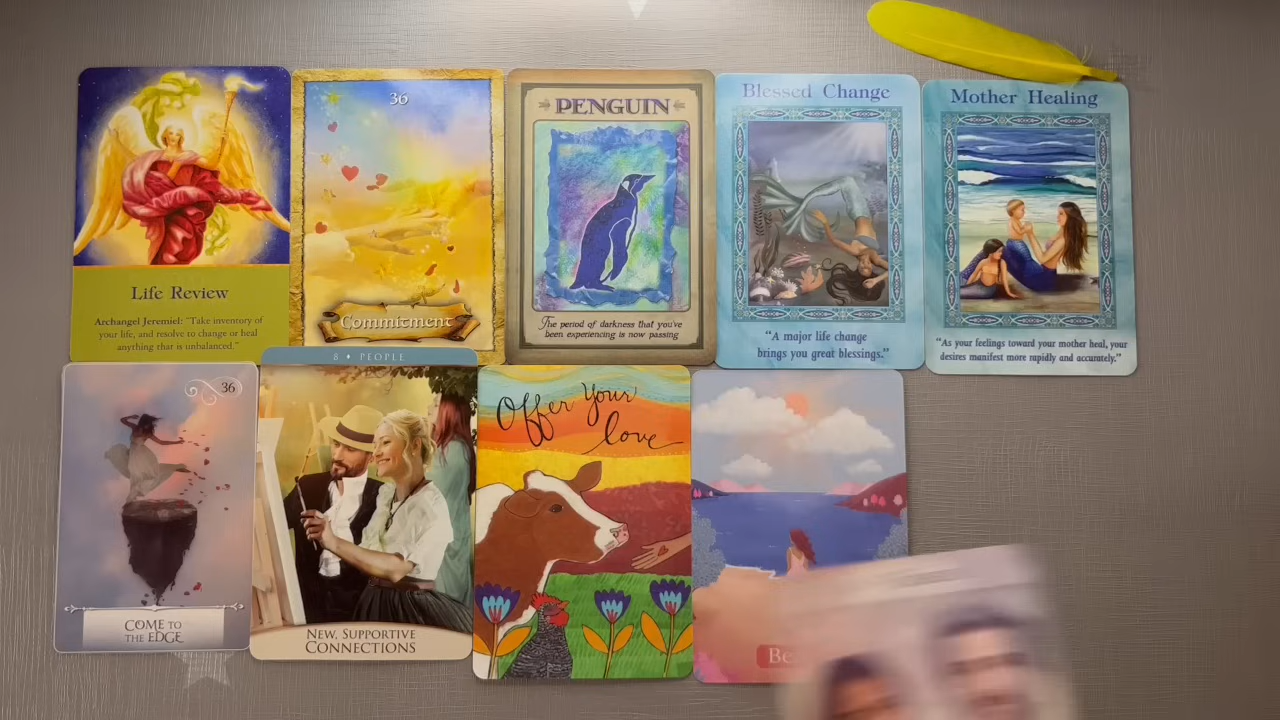 Life Review
Archangel Jeremiel: "Take inventory of
your life, and resolve to change or heal
anything that is unbalanced."
36
Commitment
PENGUIN
The period of darkness that you've
been experiencing is now passing
Blessed Change
"A major life change
brings you great blessings."
Mother Healing
"As your feelings toward your mother heal, your
desires manifest more rapidly and accurately."
36
COME TO
THE EDGE
8 • PEOPLE
NEW, SUPPORTIVE
CONNECTIONS
Offer Your
love